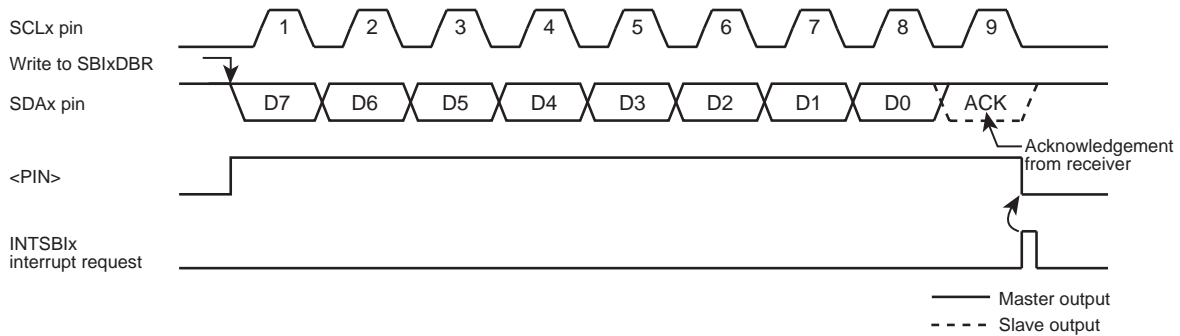 SCLx pin
1 2 3 4 5 6 7 8 9
Write to SBIxDBR
SDAx pin
D7 D6 D5 D4 D3 D2 D1 D0 ACK
Acknowledgement
from receiver
<PIN>
INTSBIx
interrupt request
Master output
Slave output